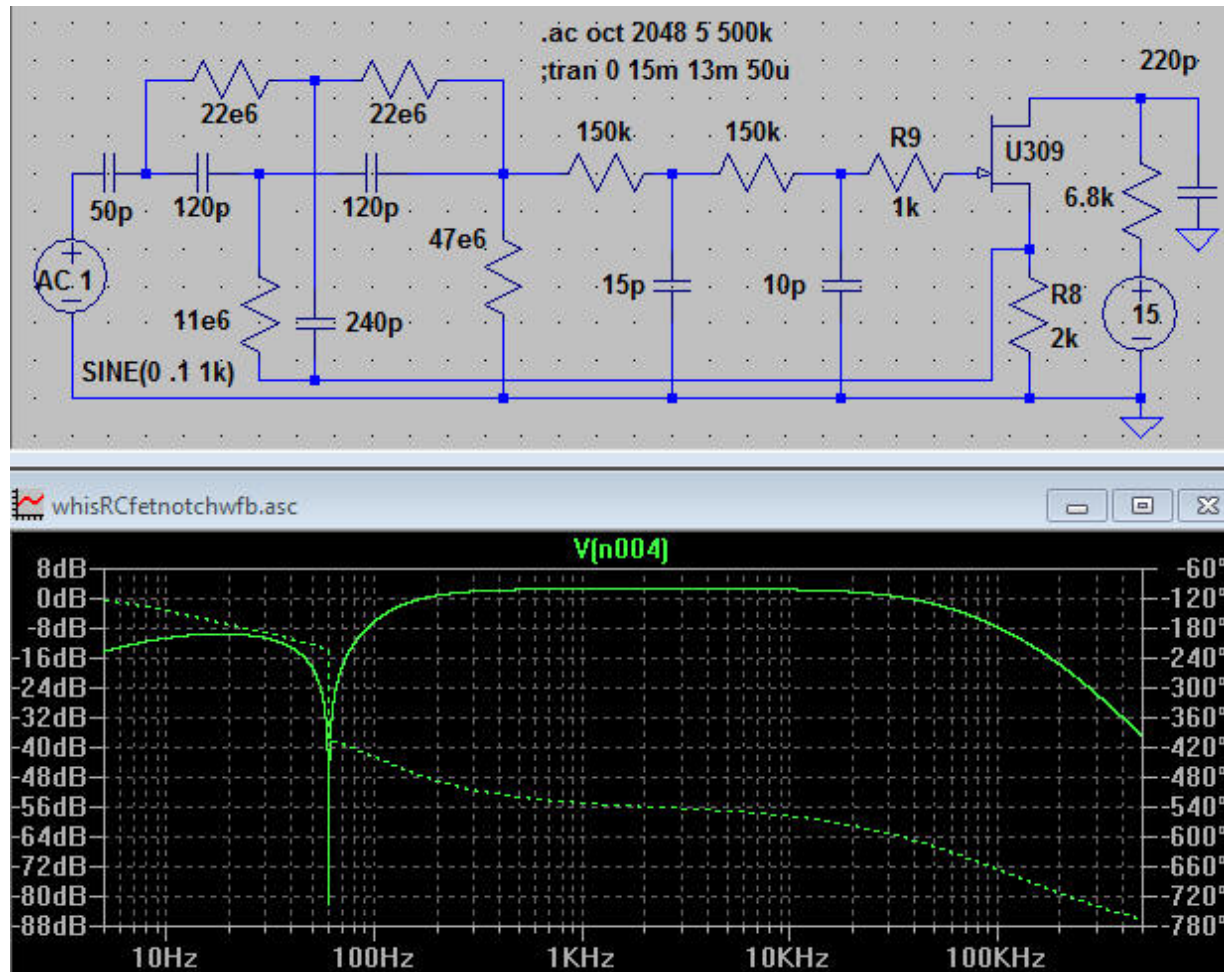 .ac oct 2048 5 500k
;tran 0 15m 13m 50u
220p
22e6
22e6
150k
150k
R9
U309
1k
6.8k
50p
120p
120p
47e6
AC 1
15p
10p
R8
15
11e6
240p
2k
SINE(0 .1 1k)
whisRCfetnotchwfb.asc
V(n004)
8dB
-60°
0dB
-120°
-8dB
-180°
-16dB
-240°
-24dB
-300°
-32dB
-360°
-40dB
-420°
-48dB
-480°
-56dB
-540°
-64dB
-600°
-72dB
-660°
-80dB
-720°
-88dB
-780°
10Hz
100Hz
1KHz
10KHz
100KHz